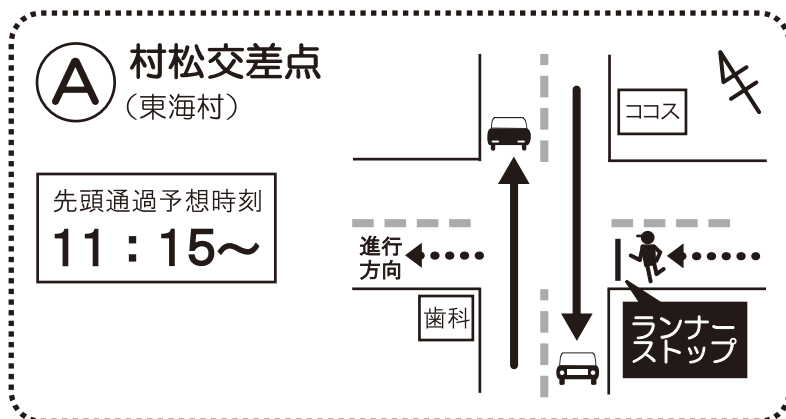 A
村松交差点
（東海村）
先頭通過予想時刻
11：15～
ココス
進行
方向
歯科
ランナー
ストップ